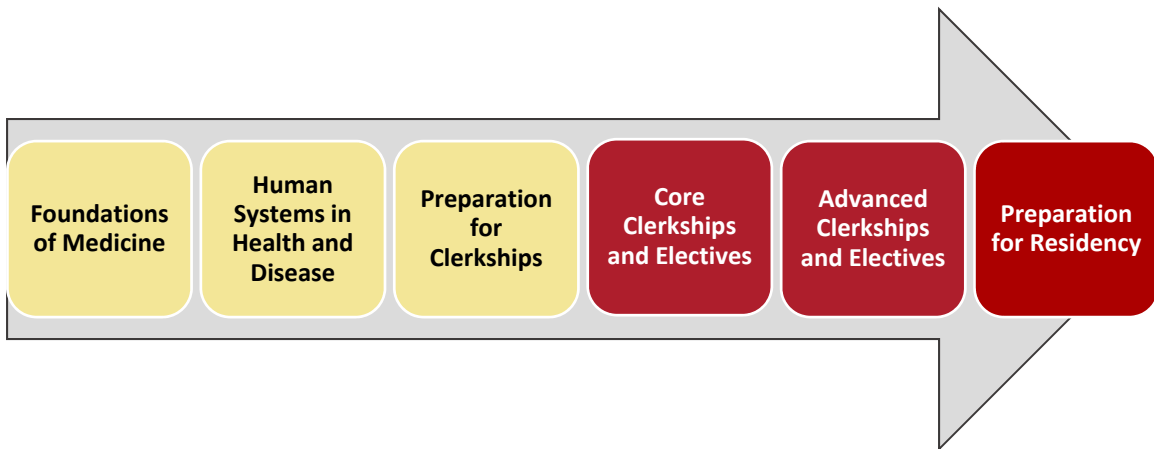 Foundations
of Medicine
Human
Systems in
Health and
Disease
Preparation
for
Clerkships
Core
Clerkships
and Electives
Advanced
Clerkships
and Electives
Preparation
for Residency